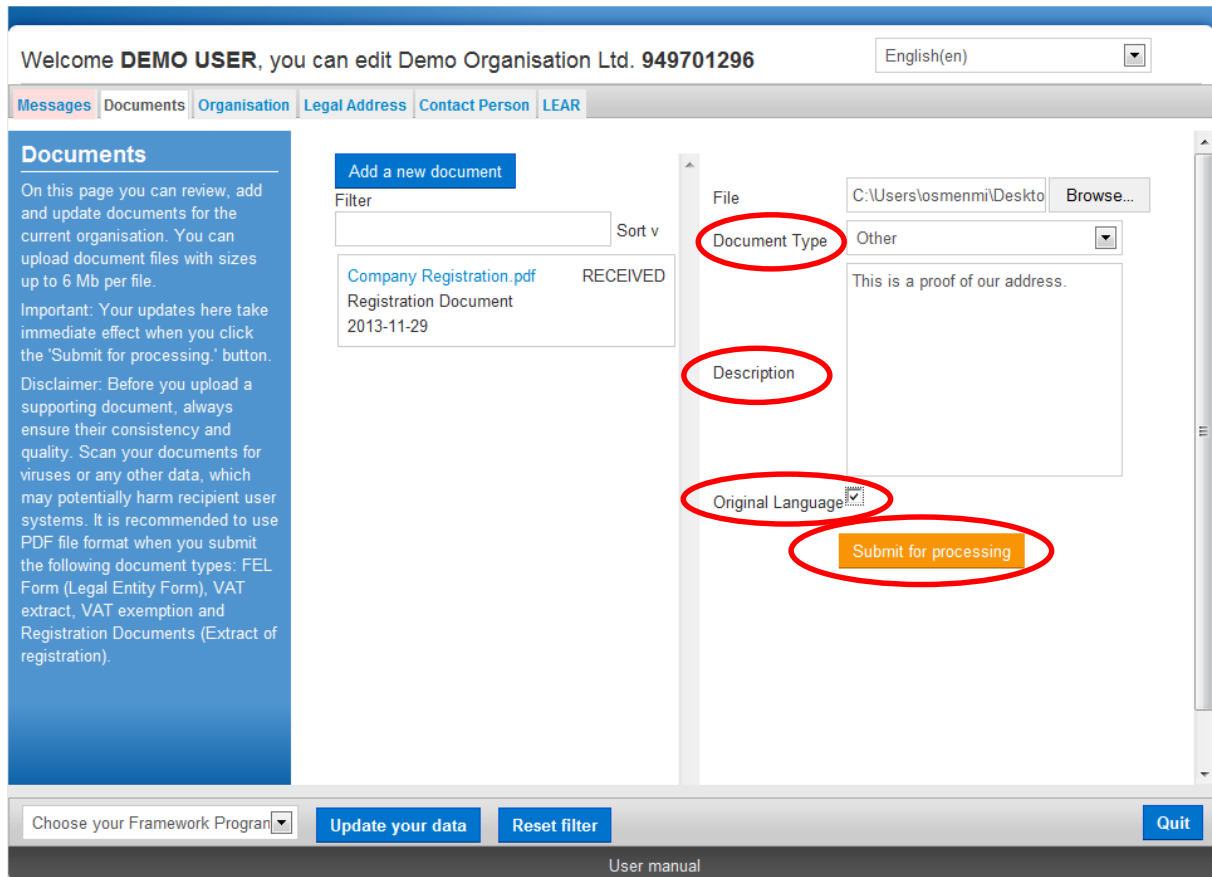 Welcome DEMO USER, you can edit Demo Organisation Ltd. 949701296
English(en)
Messages Documents Organisation Legal Address Contact Person LEAR
Documents
On this page you can review, add
and update documents for the
current organisation. You can
upload document files with sizes
up to 6 Mb per file.
Important: Your updates here take
immediate effect when you click
the 'Submit for processing.' button.
Disclaimer: Before you upload a
supporting document, always
ensure their consistency and
quality. Scan your documents for
viruses or any other data, which
may potentially harm recipient user
systems. It is recommended to use
PDF file format when you submit
the following document types: FEL
Form (Legal Entity Form), VAT
extract, VAT exemption and
Registration Documents (Extract of
registration).
Add a new document
Filter
Sort v
Company Registration.pdf RECEIVED
Registration Document
2013-11-29
File C:\Users\osmenmi\Deskto Browse...
Document Type Other
This is a proof of our address.
Description
Original Language
Submit for processing
Choose your Framework Progran Update your data Reset filter Quit
User manual